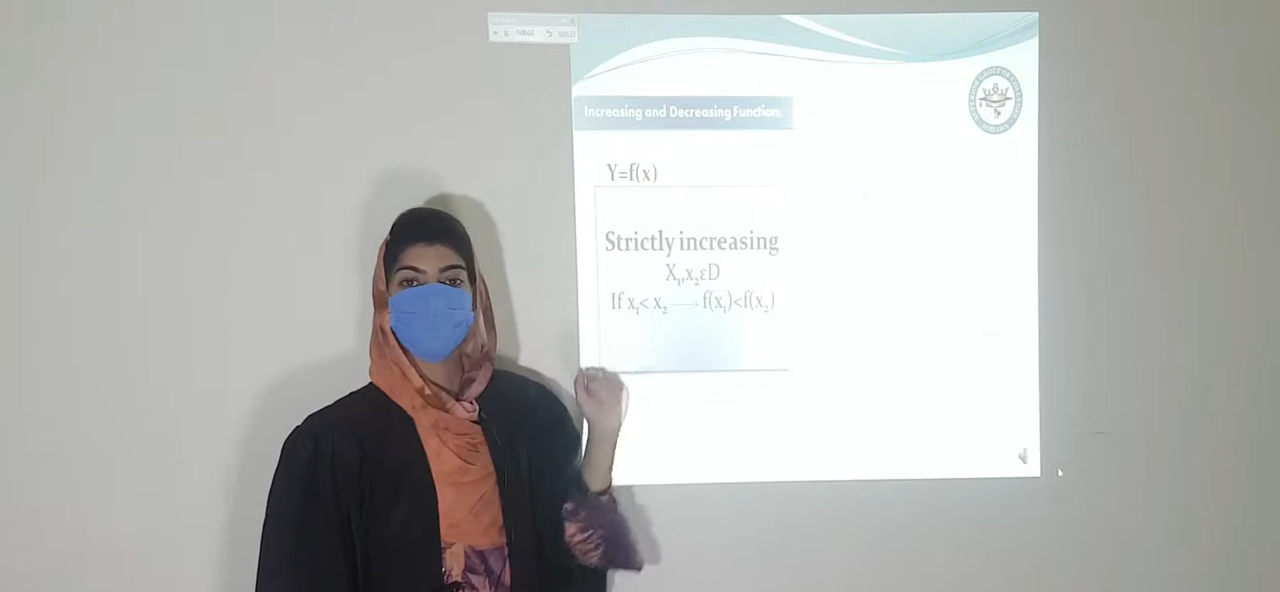 Increasing and Decreasing Function
Y=f(x)
Strictly increasing
X₁,x₂εD
If x₁< x₂ ⟶ f(x₁)<f(x₂)